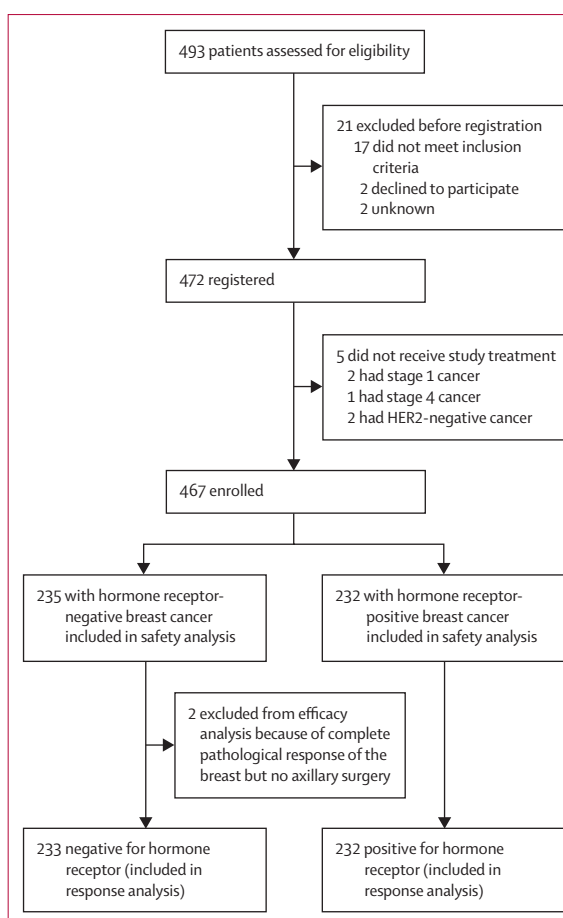 493 patients assessed for eligibility
21 excluded before registration
17 did not meet inclusion
criteria
2 declined to participate
2 unknown
472 registered
5 did not receive study treatment
2 had stage 1 cancer
1 had stage 4 cancer
2 had HER2-negative cancer
467 enrolled
235 with hormone receptor-
negative breast cancer
included in safety analysis
232 with hormone receptor-
positive breast cancer
included in safety analysis
2 excluded from efficacy
analysis because of complete
pathological response of the
breast but no axillary surgery
233 negative for hormone
receptor (included in
response analysis)
232 positive for hormone
receptor (included in
response analysis)